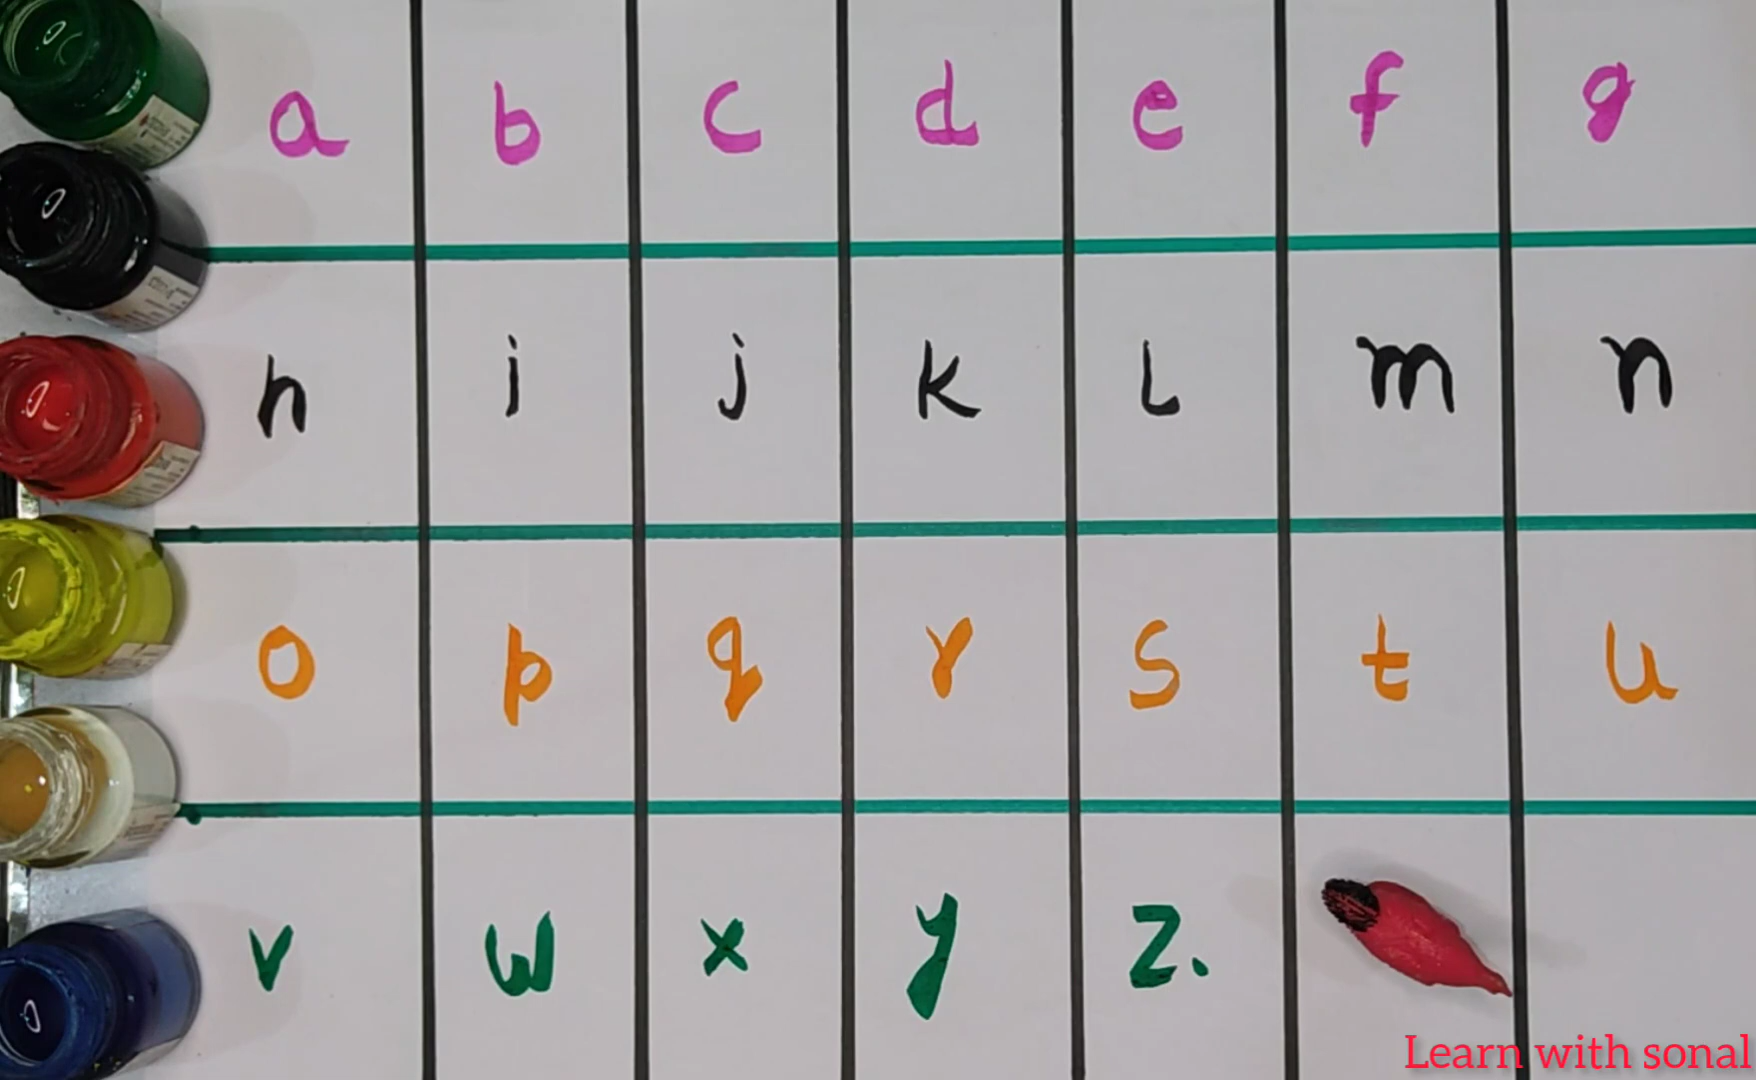 a b c d e f g
h i j k l m n
o p q r s t u
v w x y z.
Learn with sonal